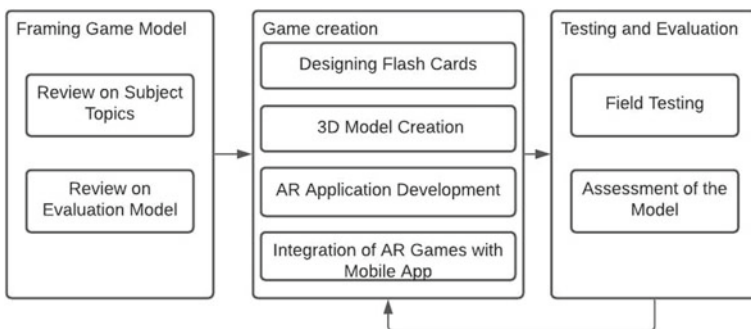 Framing Game Model
Review on Subject
Topics
Review on
Evaluation Model
Game creation
Designing Flash Cards
3D Model Creation
AR Application Development
Integration of AR Games with
Mobile App
Testing and Evaluation
Field Testing
Assessment of the
Model